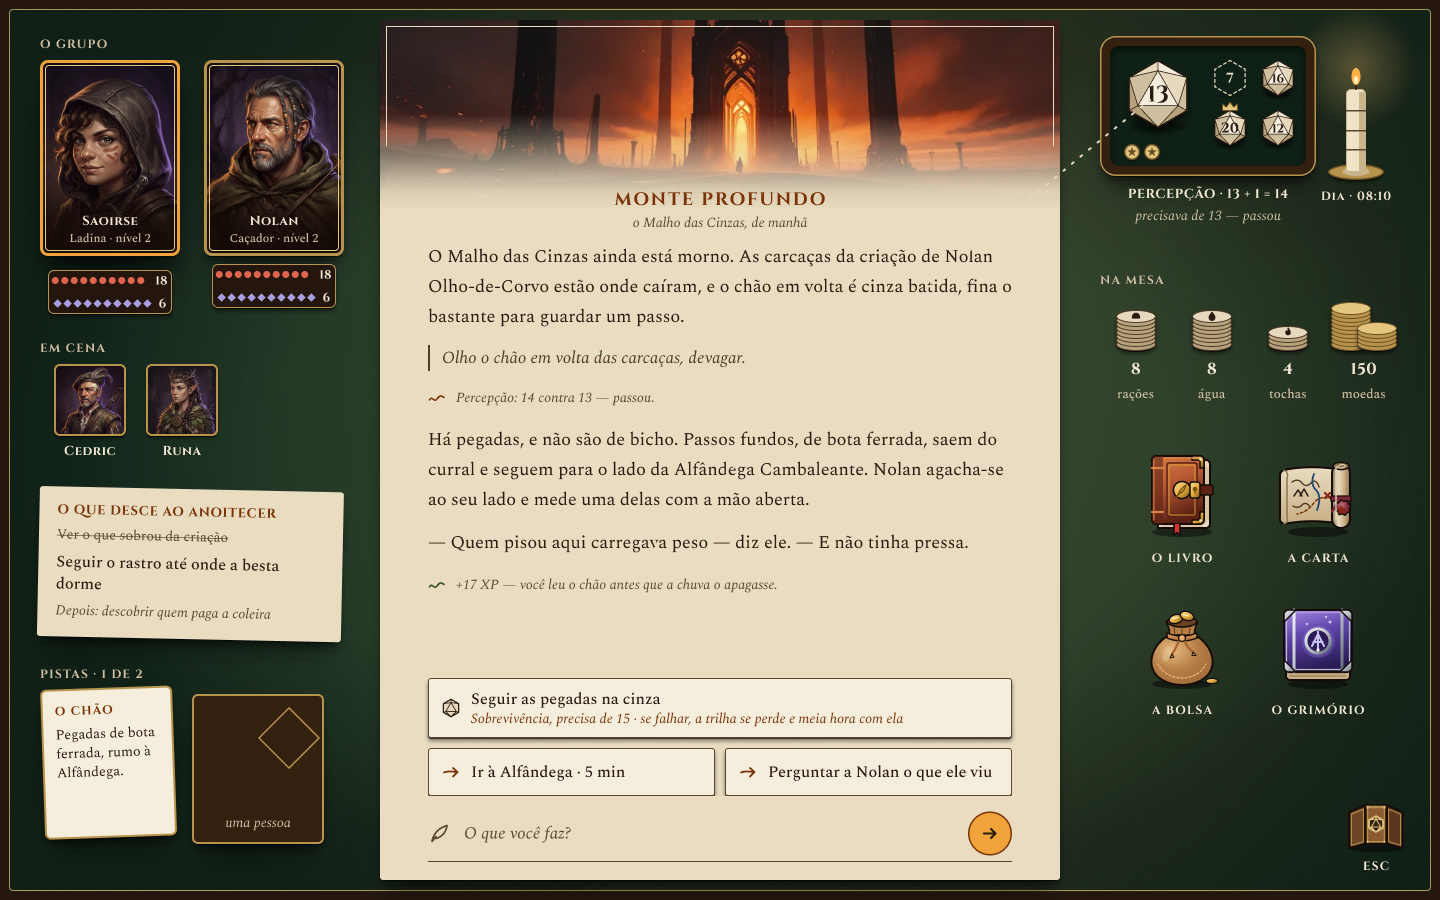 O GRUPO
SAOIRSE
Ladina · nível 2
18
6
NOLAN
Caçador · nível 2
18
6
EM CENA
CEDRIC
RUNA
O QUE DESCE AO ANOITECER
Ver o que sobrou da criação
Seguir o rastro até onde a besta
dorme
Depois: descobrir quem paga a coleira
PISTAS · 1 DE 2
O CHÃO
Pegadas de bota
ferrada, rumo à
Alfândega.
uma pessoa
MONTE PROFUNDO
o Malho das Cinzas, de manhã
O Malho das Cinzas ainda está morno. As carcaças da criação de Nolan
Olho-de-Corvo estão onde caíram, e o chão em volta é cinza batida, fina o
bastante para guardar um passo.
Olho o chão em volta das carcaças, devagar.
Percepção: 14 contra 13 — passou.
Há pegadas, e não são de bicho. Passos fundos, de bota ferrada, saem do
curral e seguem para o lado da Alfândega Cambaleante. Nolan agacha-se
ao seu lado e mede uma delas com a mão aberta.
— Quem pisou aqui carregava peso — diz ele. — E não tinha pressa.
+17 XP — você leu o chão antes que a chuva o apagasse.
Seguir as pegadas na cinza
Sobrevivência, precisa de 15 · se falhar, a trilha se perde e meia hora com ela
Ir à Alfândega · 5 min
Perguntar a Nolan o que ele viu
O que você faz?
13
7
16
20
12
PERCEPÇÃO · 13 + 1 = 14
precisava de 13 — passou
DIA · 08:10
NA MESA
8
rações
8
água
4
tochas
150
moedas
O LIVRO
A CARTA
A BOLSA
O GRIMÓRIO
ESC